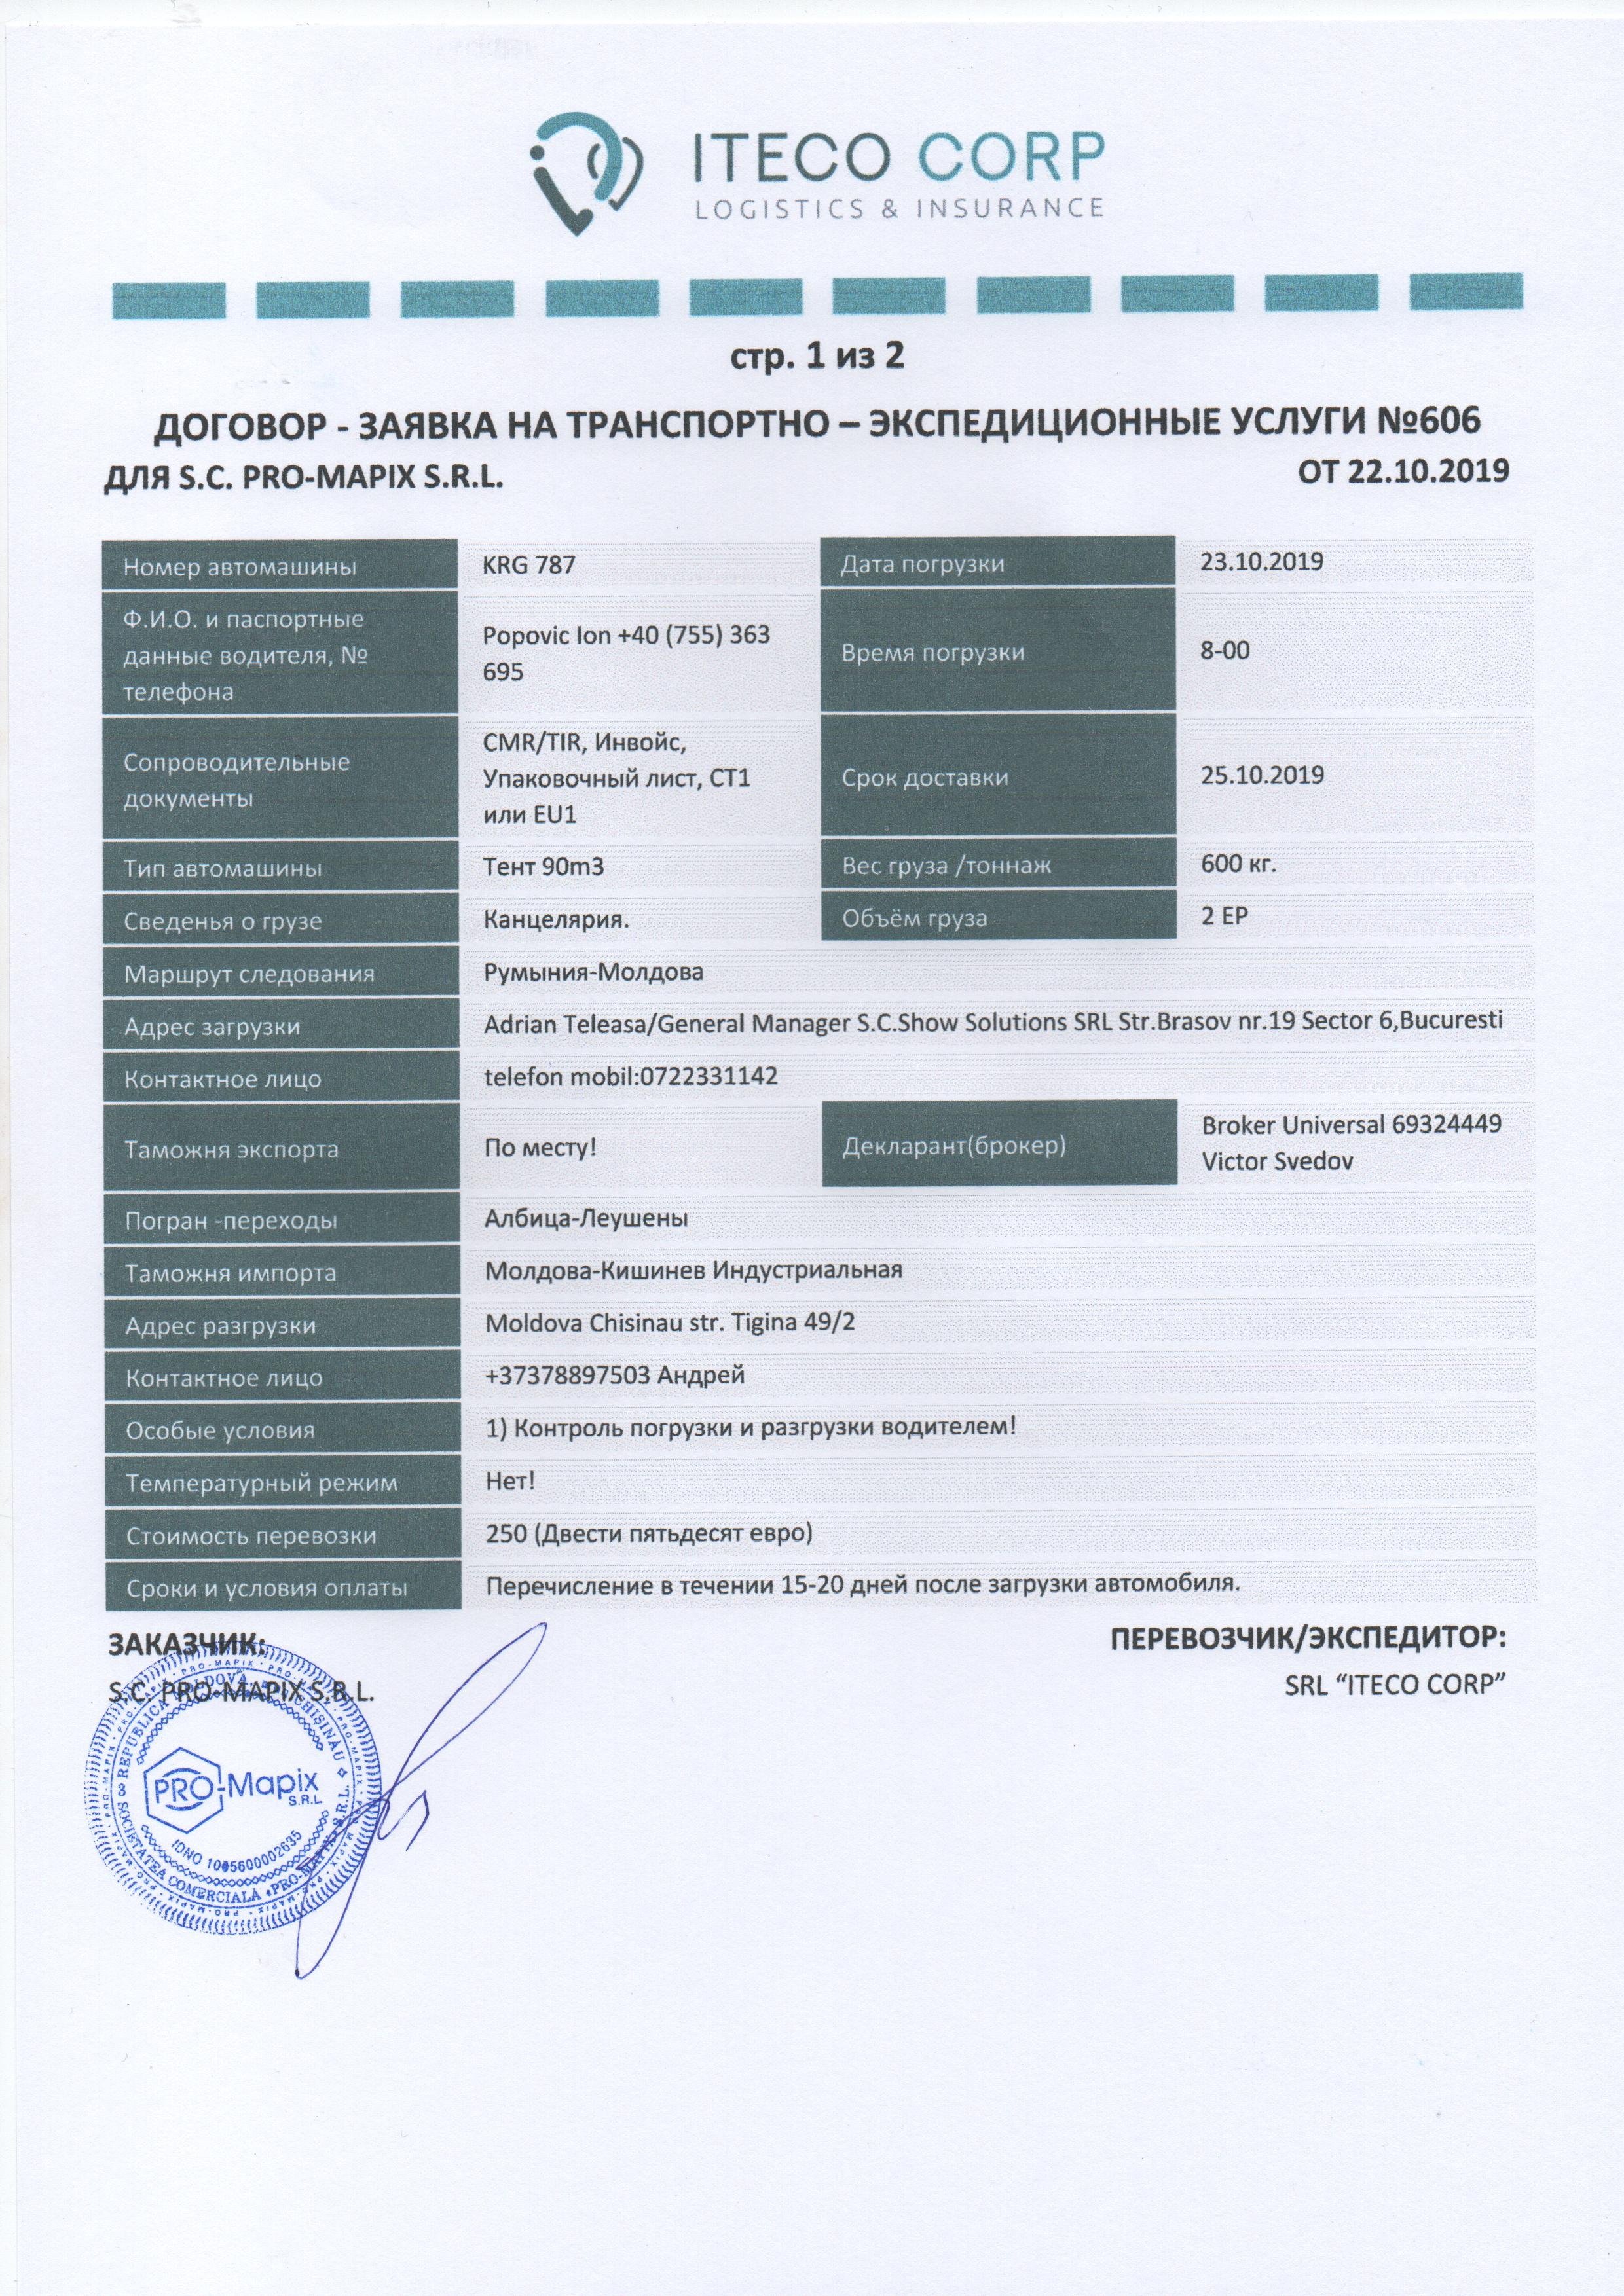 ITECO CORP
LOGISTICS & INSURANCE
стр. 1 из 2
ДОГОВОР - ЗАЯВКА НА ТРАНСПОРТНО – ЭКСПЕДИЦИОННЫЕ УСЛУГИ №606
ДЛЯ S.C. PRO-MAPIX S.R.L. ОТ 22.10.2019
Номер автомашины KRG 787 Дата погрузки 23.10.2019
Ф.И.О. и паспортные
данные водителя, №
телефона
Popovic Ion +40 (755) 363
695
Время погрузки 8-00
Сопроводительные
документы
CMR/TIR, Инвойс,
Упаковочный лист, СТ1
или EU1
Срок доставки 25.10.2019
Тип автомашины Тент 90m3 Вес груза /тоннаж 600 кг.
Сведенья о грузе Канцелярия. Объём груза 2 EP
Маршрут следования Румыния-Молдова
Адрес загрузки Adrian Teleasa/General Manager S.C.Show Solutions SRL Str.Brasov nr.19 Sector 6,Bucuresti
Контактное лицо telefon mobil:0722331142
Таможня экспорта По месту! Декларант(брокер)
Broker Universal 69324449
Victor Svedov
Погран -переходы Албица-Леушены
Таможня импорта Молдова-Кишинев Индустриальная
Адрес разгрузки Moldova Chisinau str. Tigina 49/2
Контактное лицо +37378897503 Андрей
Особые условия 1) Контроль погрузки и разгрузки водителем!
Температурный режим Нет!
Стоимость перевозки 250 (Двести пятьдесят евро)
Сроки и условия оплаты Перечисление в течении 15-20 дней после загрузки автомобиля.
ЗАКАЗЧИК: ПЕРЕВОЗЧИК/ЭКСПЕДИТОР:
S.C. PRO-MAPIX S.R.L. SRL “ITECO CORP”
REPUBLICA MOLDOVA CHISINAU
PRO-Mapix
S.R.L.
IDNO 1005600002635
SOCIETATEA COMERCIALĂ «PRO-MAPIX» S.R.L.